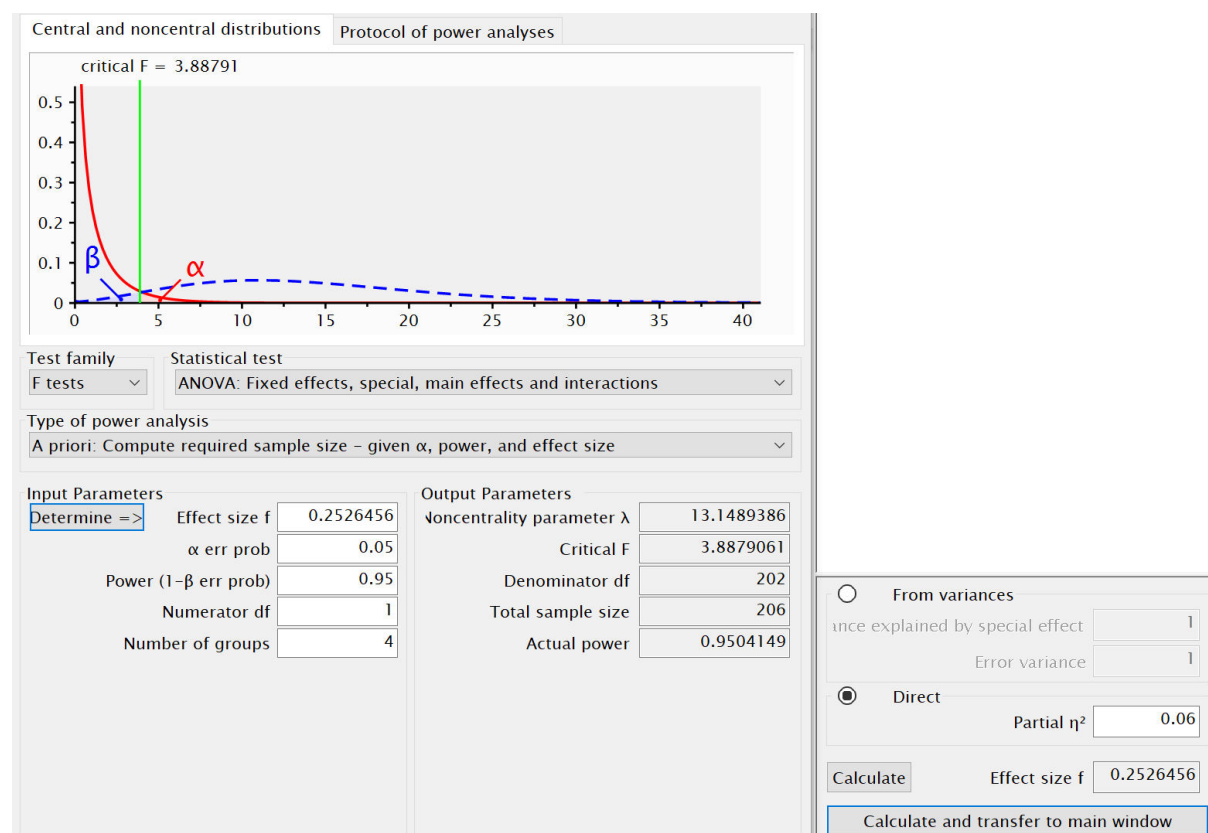 Central and noncentral distributions Protocol of power analyses
critical F = 3.88791
0.5
0.4
0.3
0.2
0.1
0
β
α
0 5 10 15 20 25 30 35 40
Test family Statistical test
F tests ANOVA: Fixed effects, special, main effects and interactions
Type of power analysis
A priori: Compute required sample size – given α, power, and effect size
Input Parameters
Determine => Effect size f 0.2526456
α err prob 0.05
Power (1-β err prob) 0.95
Numerator df 1
Number of groups 4
Output Parameters
Noncentrality parameter λ 13.1489386
Critical F 3.8879061
Denominator df 202
Total sample size 206
Actual power 0.9504149
From variances
explained by special effect 1
Error variance 1
Direct
Partial η² 0.06
Calculate Effect size f 0.2526456
Calculate and transfer to main window